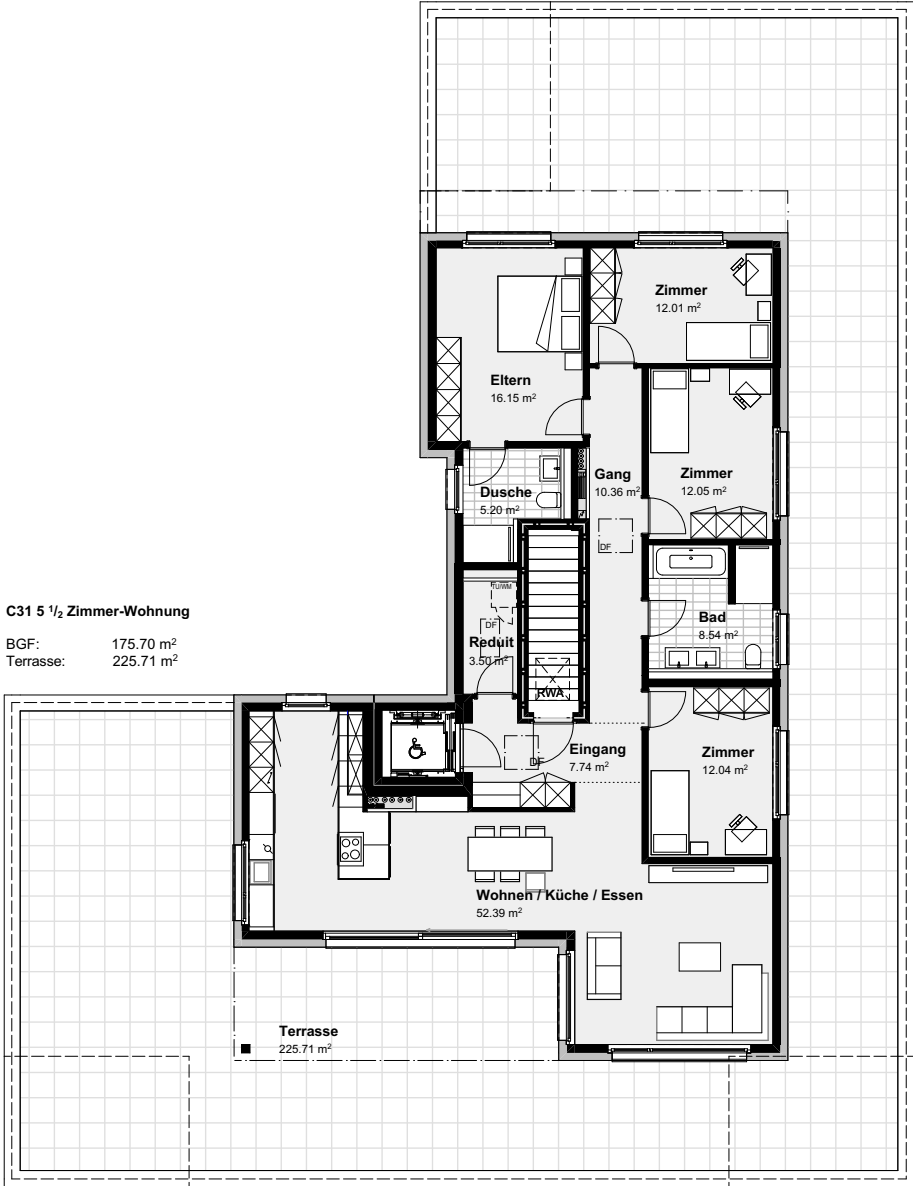 Zimmer
12.01 m²
Eltern
16.15 m²
Gang
10.36 m²
Zimmer
12.05 m²
Dusche
5.20 m²
DF
TU/WM
DF
Reduit
3.50 m²
Bad
8.54 m²
C31 5 1/2 Zimmer-Wohnung
BGF: 175.70 m²
Terrasse: 225.71 m²
RWA
Eingang
7.74 m²
DF
Zimmer
12.04 m²
Wohnen / Küche / Essen
52.39 m²
Terrasse
225.71 m²